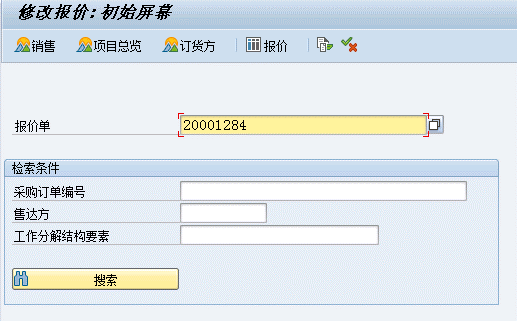 修改报价:初始屏幕
销售 项目总览 订货方 报价
报价单 20001284
检索条件
采购订单编号
售达方
工作分解结构要素
搜索